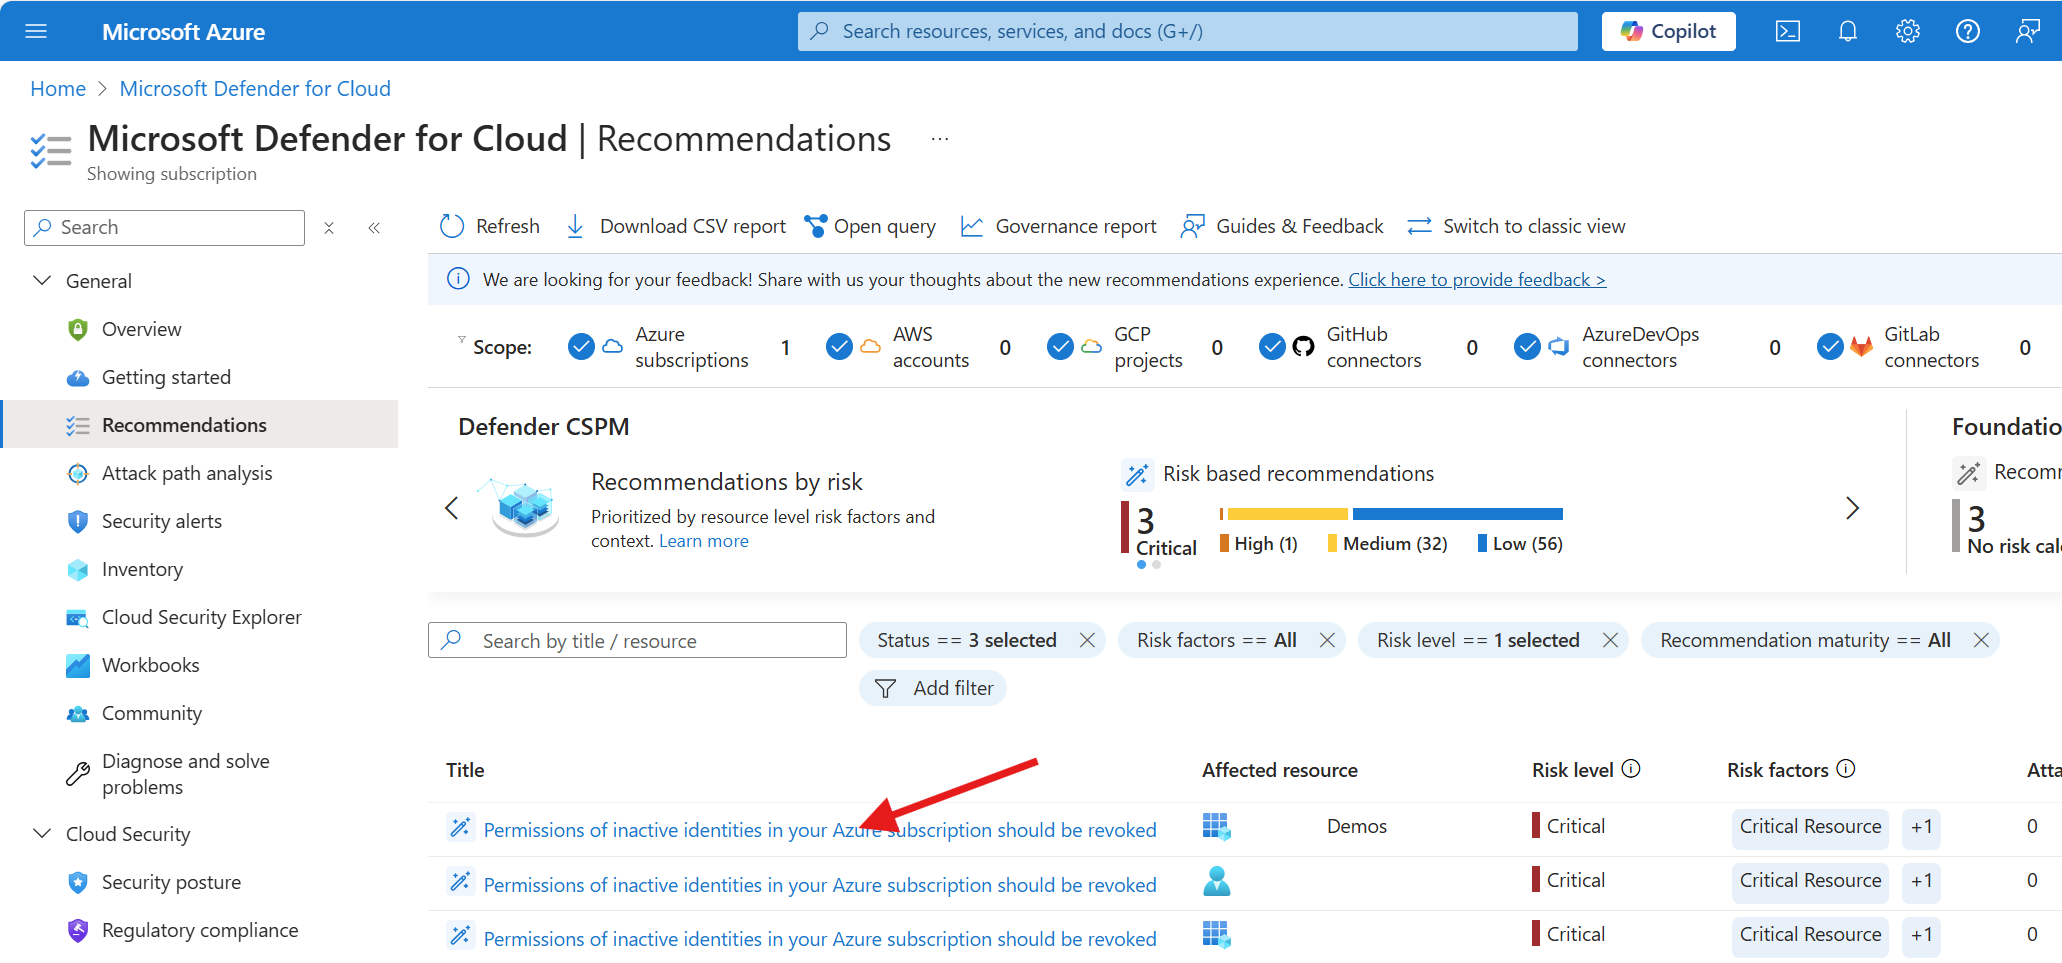 Microsoft Azure
Search resources, services, and docs (G+/)
Copilot
Home > Microsoft Defender for Cloud
Microsoft Defender for Cloud | Recommendations ...
Showing subscription
Search
General
Overview
Getting started
Recommendations
Attack path analysis
Security alerts
Inventory
Cloud Security Explorer
Workbooks
Community
Diagnose and solve
problems
Cloud Security
Security posture
Regulatory compliance
Refresh
Download CSV report
Open query
Governance report
Guides & Feedback
Switch to classic view
We are looking for your feedback! Share with us your thoughts about the new recommendations experience. Click here to provide feedback >
Scope:
Azure
subscriptions
1
AWS
accounts
0
GCP
projects
0
GitHub
connectors
0
AzureDevOps
connectors
0
GitLab
connectors
0
Defender CSPM
Recommendations by risk
Prioritized by resource level risk factors and
context. Learn more
Risk based recommendations
3
Critical
High (1)
Medium (32)
Low (56)
Foundatio
Recomm
3
No risk cal
Search by title / resource
Status == 3 selected
Risk factors == All
Risk level == 1 selected
Recommendation maturity == All
Add filter
Title Affected resource Risk level Risk factors Atta
Permissions of inactive identities in your Azure subscription should be revoked Demos Critical Critical Resource +1 0
Permissions of inactive identities in your Azure subscription should be revoked Critical Critical Resource +1 0
Permissions of inactive identities in your Azure subscription should be revoked Critical Critical Resource +1 0